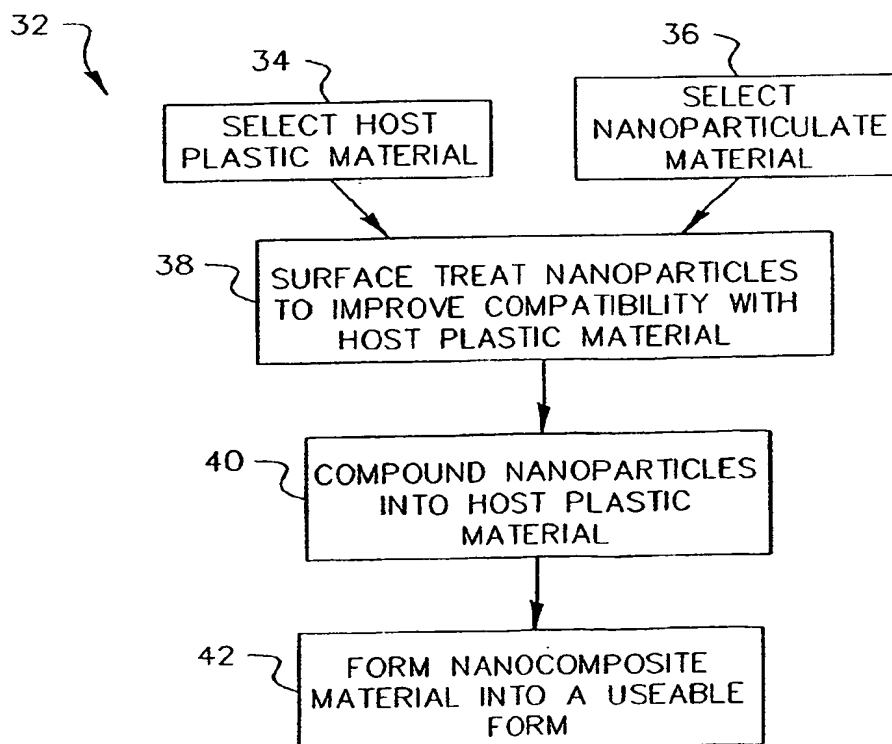 32
34
36
SELECT HOST
PLASTIC MATERIAL
SELECT
NANOPARTICULATE
MATERIAL
38
SURFACE TREAT NANOPARTICLES
TO IMPROVE COMPATIBILITY WITH
HOST PLASTIC MATERIAL
40
COMPOUND NANOPARTICLES
INTO HOST PLASTIC
MATERIAL
42
FORM NANOCOMPOSITE
MATERIAL INTO A USEABLE
FORM